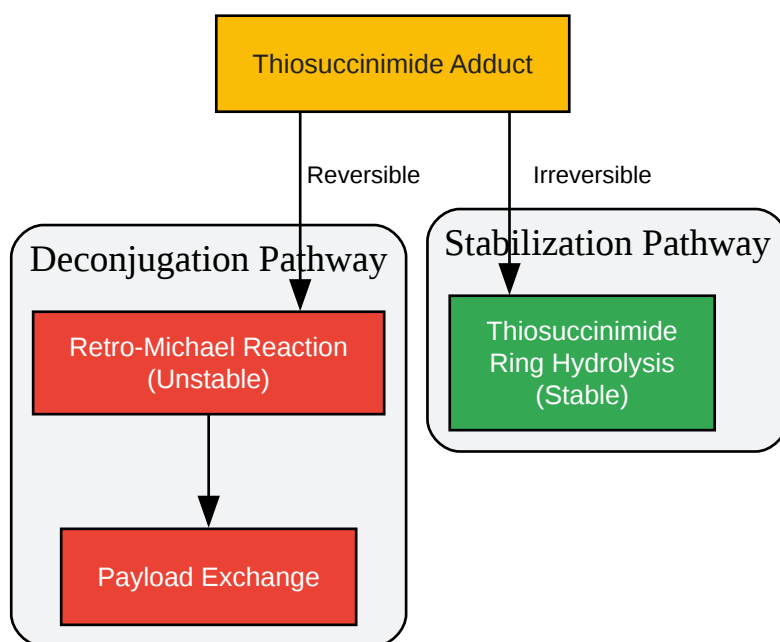 Thiosuccinimide Adduct
Reversible
Irreversible
Deconjugation Pathway
Stabilization Pathway
Retro-Michael Reaction
(Unstable)
Thiosuccinimide
Ring Hydrolysis
(Stable)
Payload Exchange